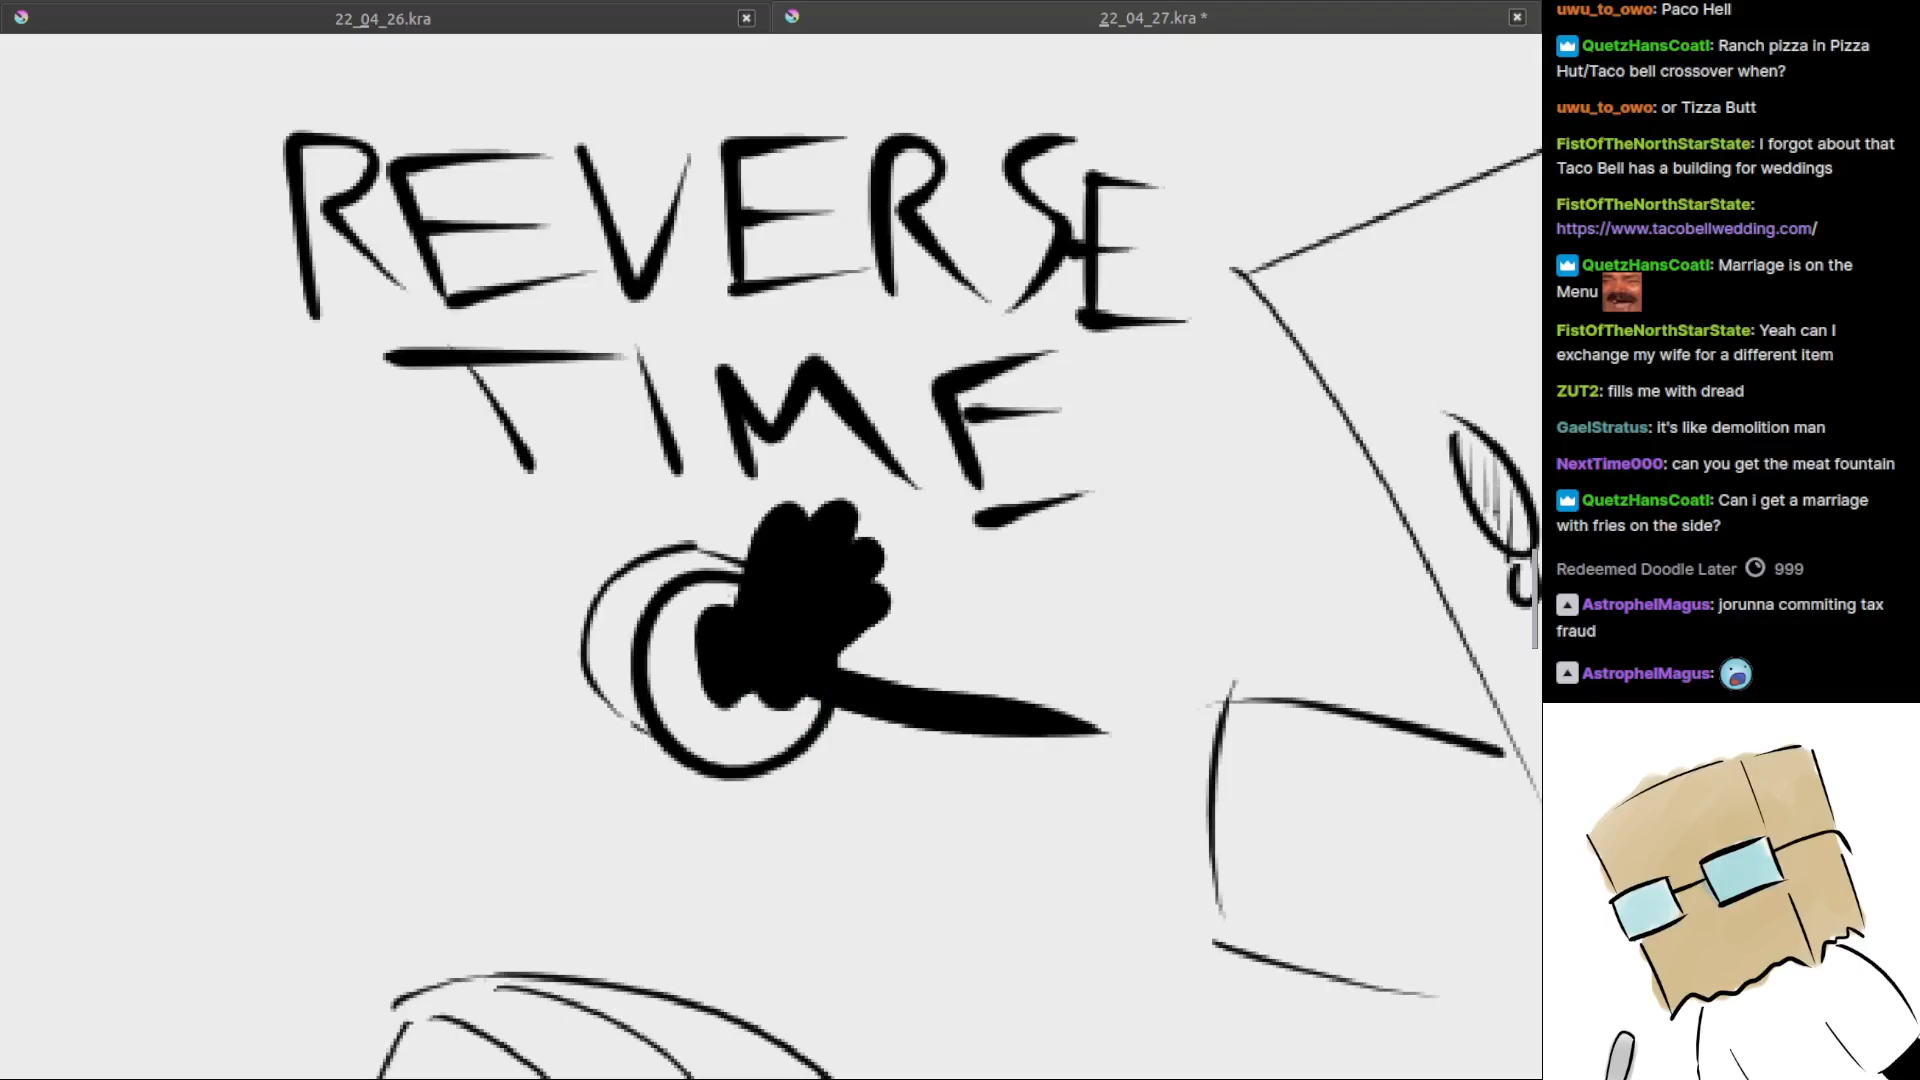 22_04_26.kra
22_04_27.kra *
REVERSE
TIME
uwu_to_owo: Paco Hell
QuetzHansCoatl: Ranch pizza in Pizza
Hut/Taco bell crossover when?
uwu_to_owo: or Tizza Butt
FistOfTheNorthStarState: I forgot about that
Taco Bell has a building for weddings
FistOfTheNorthStarState:
https://www.tacobellwedding.com/
QuetzHansCoatl: Marriage is on the
Menu
FistOfTheNorthStarState: Yeah can I
exchange my wife for a different item
ZUT2: fills me with dread
GaelStratus: it's like demolition man
NextTime000: can you get the meat fountain
QuetzHansCoatl: Can i get a marriage
with fries on the side?
Redeemed Doodle Later 999
AstrophelMagus: jorunna commiting tax
fraud
AstrophelMagus: